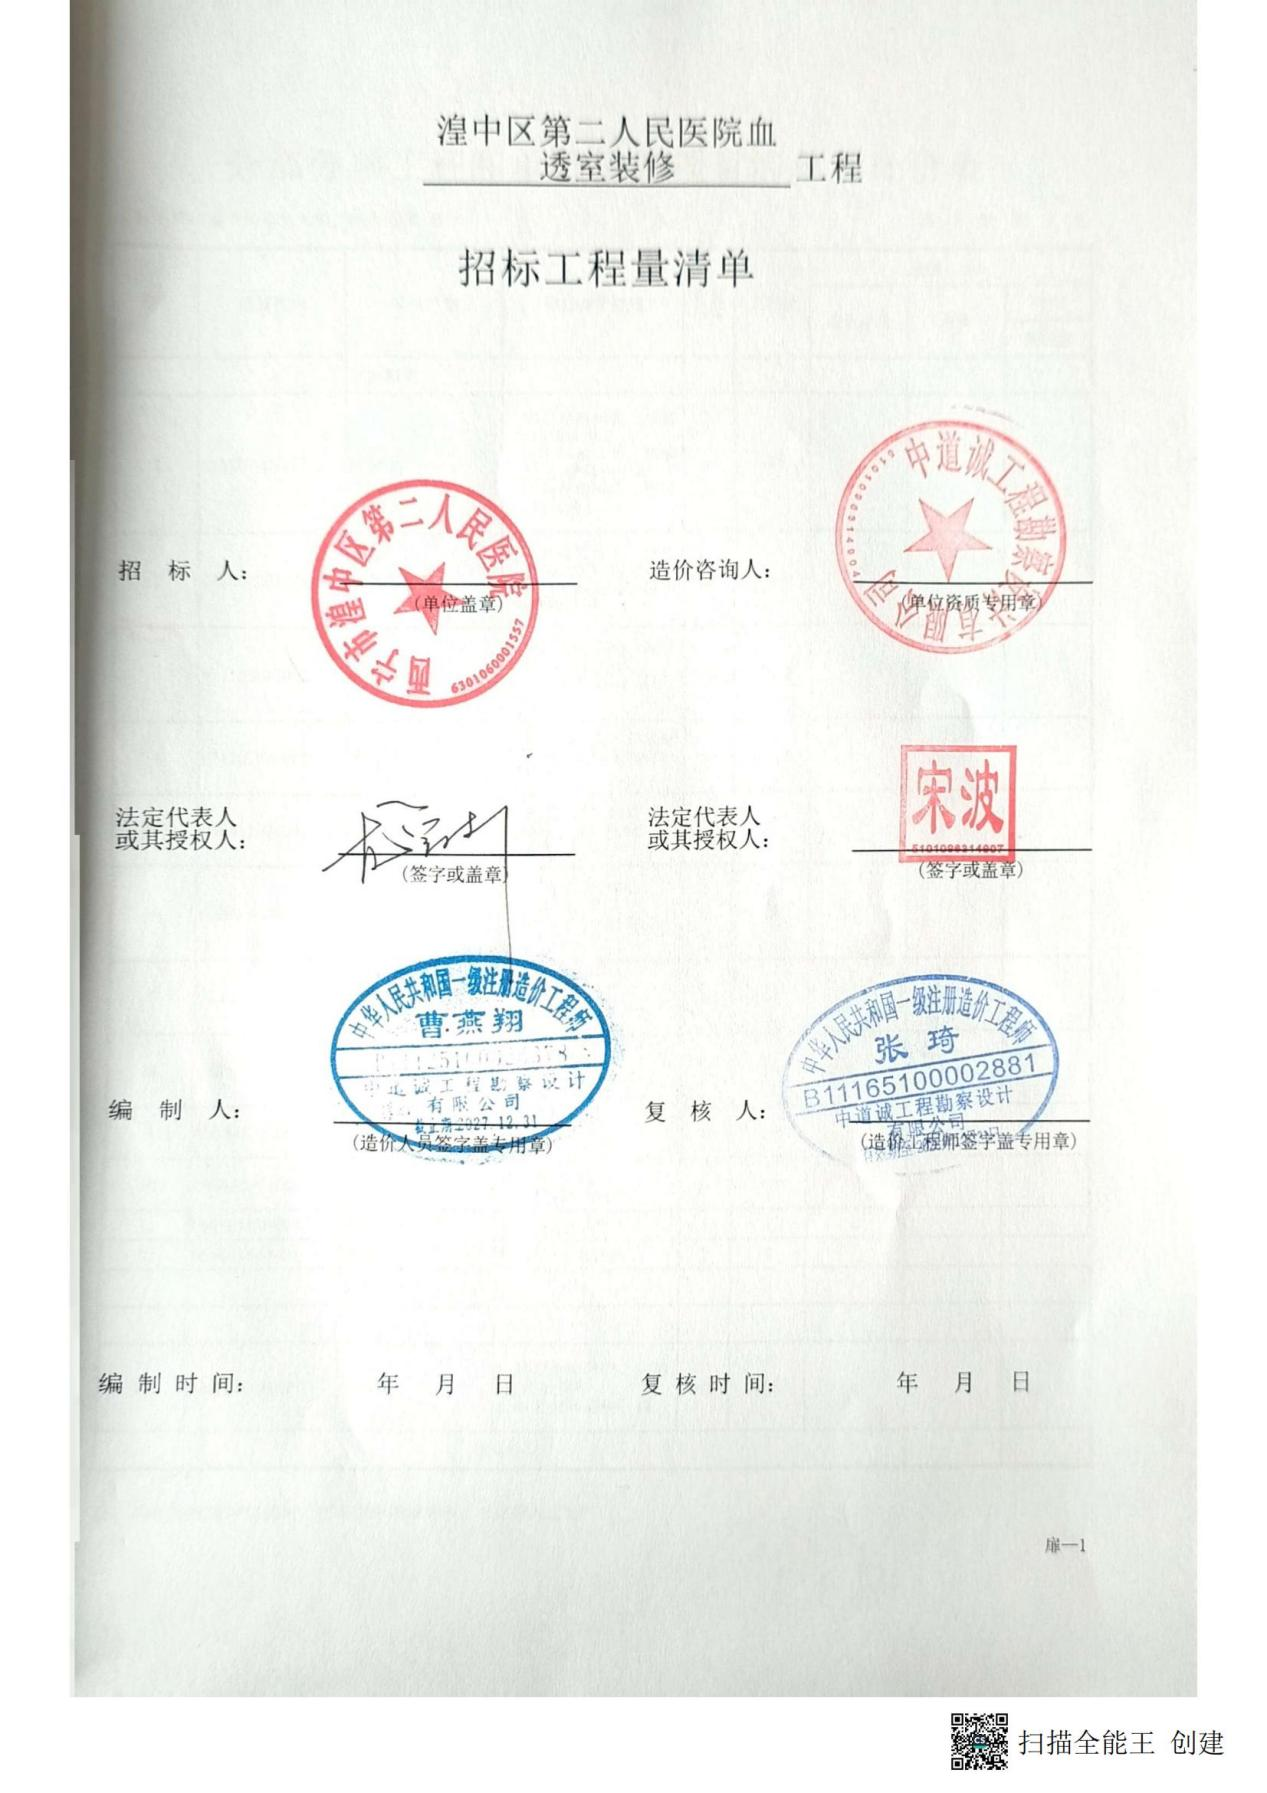 湟中区第二人民医院血
透室装修 工程
招标工程量清单
招 标 人：
西宁市湟中区第二人民医院
6301060001557
(单位盖章)
造价咨询人：
中道诚工程勘察设计有限公司
(单位资质专用章)
法定代表人
或其授权人：
(签字或盖章)
法定代表人
或其授权人：
宋波
(签字或盖章)
编 制 人：
中华人民共和国一级注册造价工程师
曹燕翔
中道诚工程勘察设计
有限公司
2027.12.31
(造价人员签字盖专用章)
复 核 人：
中华人民共和国一级注册造价工程师
张琦
B11165100002881
中道诚工程勘察设计
有限公司
(造价工程师签字盖专用章)
编 制 时 间： 年 月 日
复 核 时 间： 年 月 日
扉—1
扫描全能王 创建